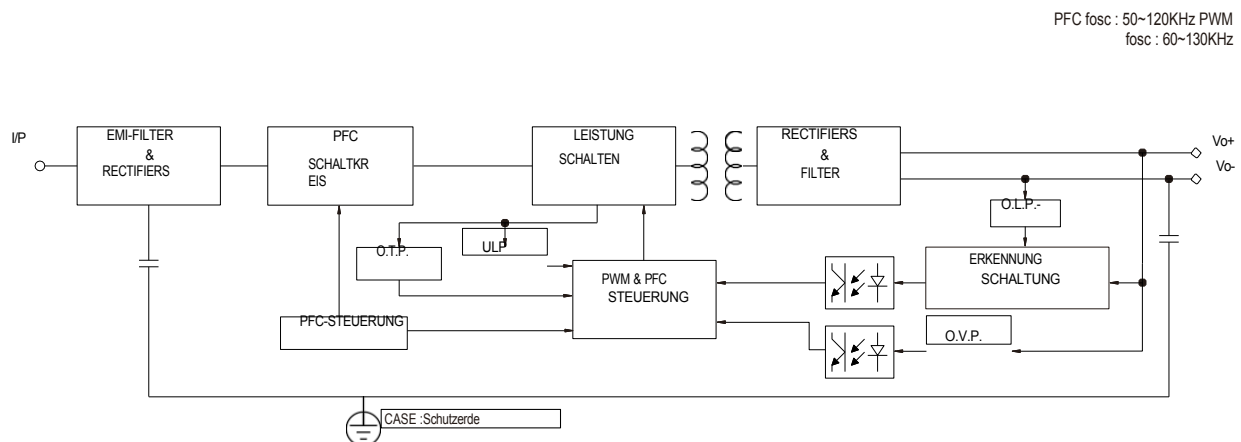 PFC fosc : 50~120KHz PWM
fosc : 60~130KHz
I/P
EMI-FILTER
&
RECTIFIERS
PFC
SCHALTKR
EIS
LEISTUNG
SCHALTEN
RECTIFIERS
&
FILTER
Vo+
Vo-
O.L.P.-
O.T.P.
ULP
ERKENNUNG
SCHALTUNG
PWM & PFC
STEUERUNG
PFC-STEUERUNG
O.V.P.
CASE :Schutzerde